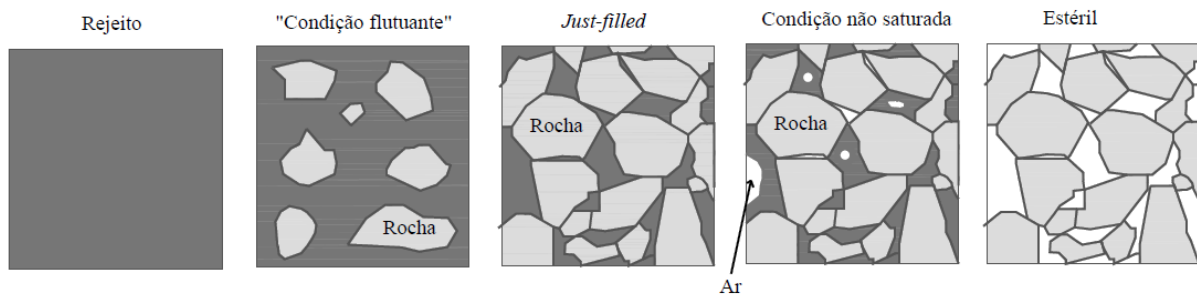 Rejeito
"Condição flutuante"
Just-filled
Condição não saturada
Estéril
Rocha
Rocha
Rocha
Ar